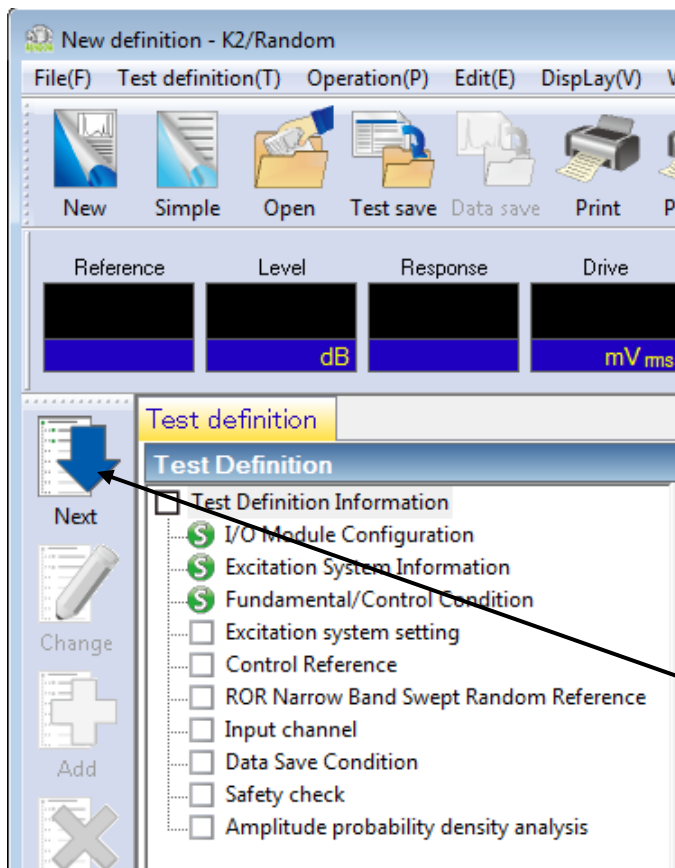 New definition - K2/Random
File(F) Test definition(T) Operation(P) Edit(E) DispLay(V)
New Simple Open Test save Data save Print
Reference Level Response Drive
dB mV rms
Test definition
Test Definition
Next
Test Definition Information
I/O Module Configuration
Excitation System Information
Fundamental/Control Condition
Excitation system setting
Control Reference
ROR Narrow Band Swept Random Reference
Input channel
Data Save Condition
Safety check
Amplitude probability density analysis
Change
Add